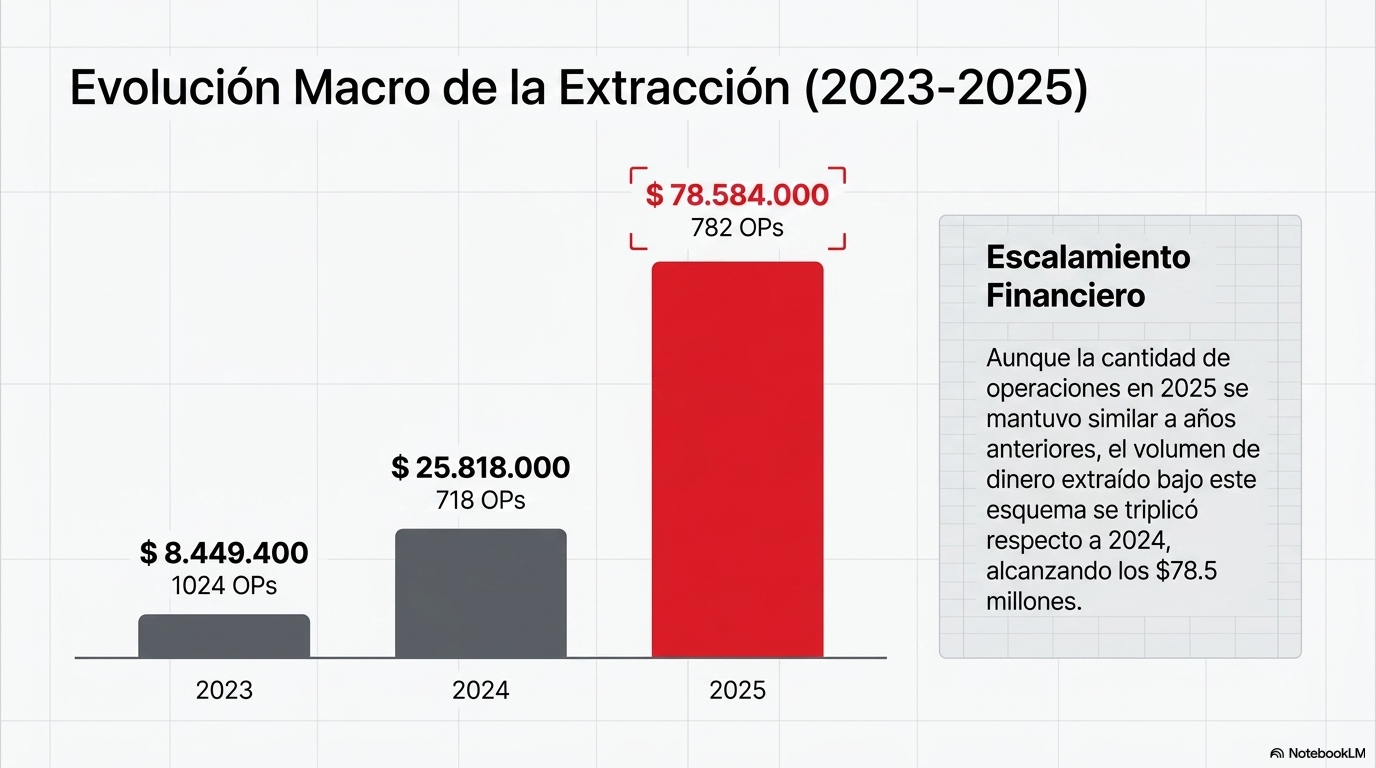 Evolución Macro de la Extracción (2023-2025)
$ 78.584.000
782 OPs
$ 25.818.000
718 OPs
$ 8.449.400
1024 OPs
2023
2024
2025
Escalamiento
Financiero
Aunque la cantidad de
operaciones en 2025 se
mantuvo similar a años
anteriores, el volumen de
dinero extraído bajo este
esquema se triplicó
respecto a 2024,
alcanzando los $78.5
millones.
NotebookLM